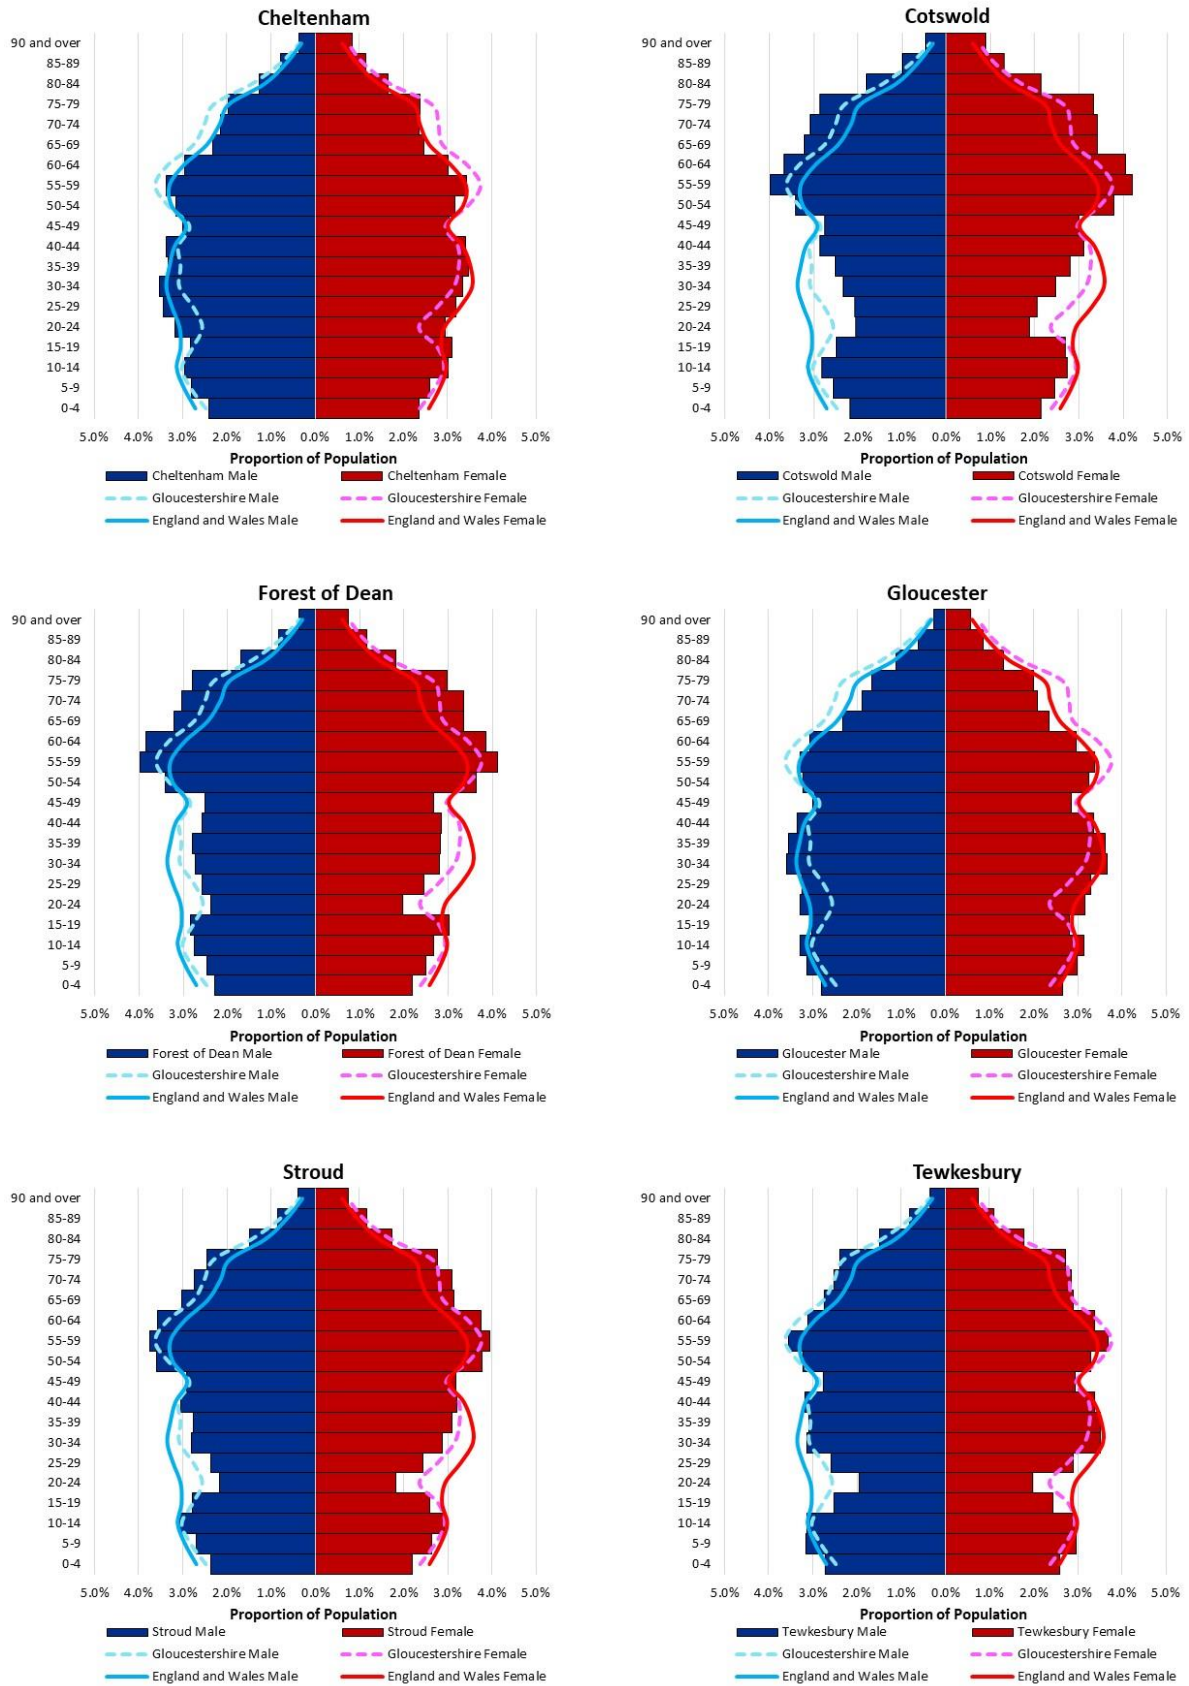 Cheltenham
90 and over
85-89
80-84
75-79
70-74
65-69
60-64
55-59
50-54
45-49
40-44
35-39
30-34
25-29
20-24
15-19
10-14
5-9
0-4
5.0% 4.0% 3.0% 2.0% 1.0% 0.0% 1.0% 2.0% 3.0% 4.0% 5.0%
Proportion of Population
Cheltenham Male Cheltenham Female
Gloucestershire Male Gloucestershire Female
England and Wales Male England and Wales Female
Cotswold
90 and over
85-89
80-84
75-79
70-74
65-69
60-64
55-59
50-54
45-49
40-44
35-39
30-34
25-29
20-24
15-19
10-14
5-9
0-4
5.0% 4.0% 3.0% 2.0% 1.0% 0.0% 1.0% 2.0% 3.0% 4.0% 5.0%
Proportion of Population
Cotswold Male Cotswold Female
Gloucestershire Male Gloucestershire Female
England and Wales Male England and Wales Female
Forest of Dean
90 and over
85-89
80-84
75-79
70-74
65-69
60-64
55-59
50-54
45-49
40-44
35-39
30-34
25-29
20-24
15-19
10-14
5-9
0-4
5.0% 4.0% 3.0% 2.0% 1.0% 0.0% 1.0% 2.0% 3.0% 4.0% 5.0%
Proportion of Population
Forest of Dean Male Forest of Dean Female
Gloucestershire Male Gloucestershire Female
England and Wales Male England and Wales Female
Gloucester
90 and over
85-89
80-84
75-79
70-74
65-69
60-64
55-59
50-54
45-49
40-44
35-39
30-34
25-29
20-24
15-19
10-14
5-9
0-4
5.0% 4.0% 3.0% 2.0% 1.0% 0.0% 1.0% 2.0% 3.0% 4.0% 5.0%
Proportion of Population
Gloucester Male Gloucester Female
Gloucestershire Male Gloucestershire Female
England and Wales Male England and Wales Female
Stroud
90 and over
85-89
80-84
75-79
70-74
65-69
60-64
55-59
50-54
45-49
40-44
35-39
30-34
25-29
20-24
15-19
10-14
5-9
0-4
5.0% 4.0% 3.0% 2.0% 1.0% 0.0% 1.0% 2.0% 3.0% 4.0% 5.0%
Proportion of Population
Stroud Male Stroud Female
Gloucestershire Male Gloucestershire Female
England and Wales Male England and Wales Female
Tewkesbury
90 and over
85-89
80-84
75-79
70-74
65-69
60-64
55-59
50-54
45-49
40-44
35-39
30-34
25-29
20-24
15-19
10-14
5-9
0-4
5.0% 4.0% 3.0% 2.0% 1.0% 0.0% 1.0% 2.0% 3.0% 4.0% 5.0%
Proportion of Population
Tewkesbury Male Tewkesbury Female
Gloucestershire Male Gloucestershire Female
England and Wales Male England and Wales Female